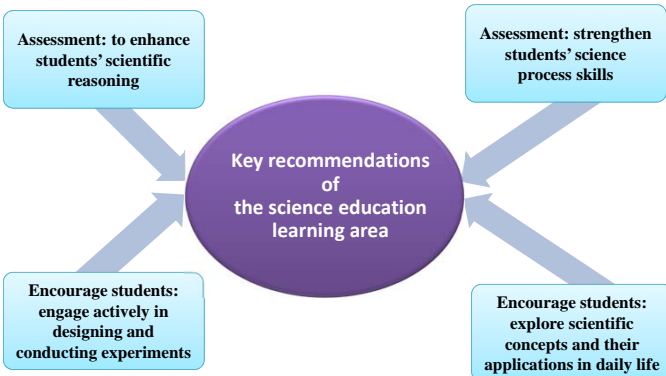 Assessment: to enhance
students' scientific
reasoning
Assessment: strengthen
students' science
process skills
Key recommendations
of
the science education
learning area
Encourage students:
engage actively in
designing and
conducting experiments
Encourage students:
explore scientific
concepts and their
applications in daily life